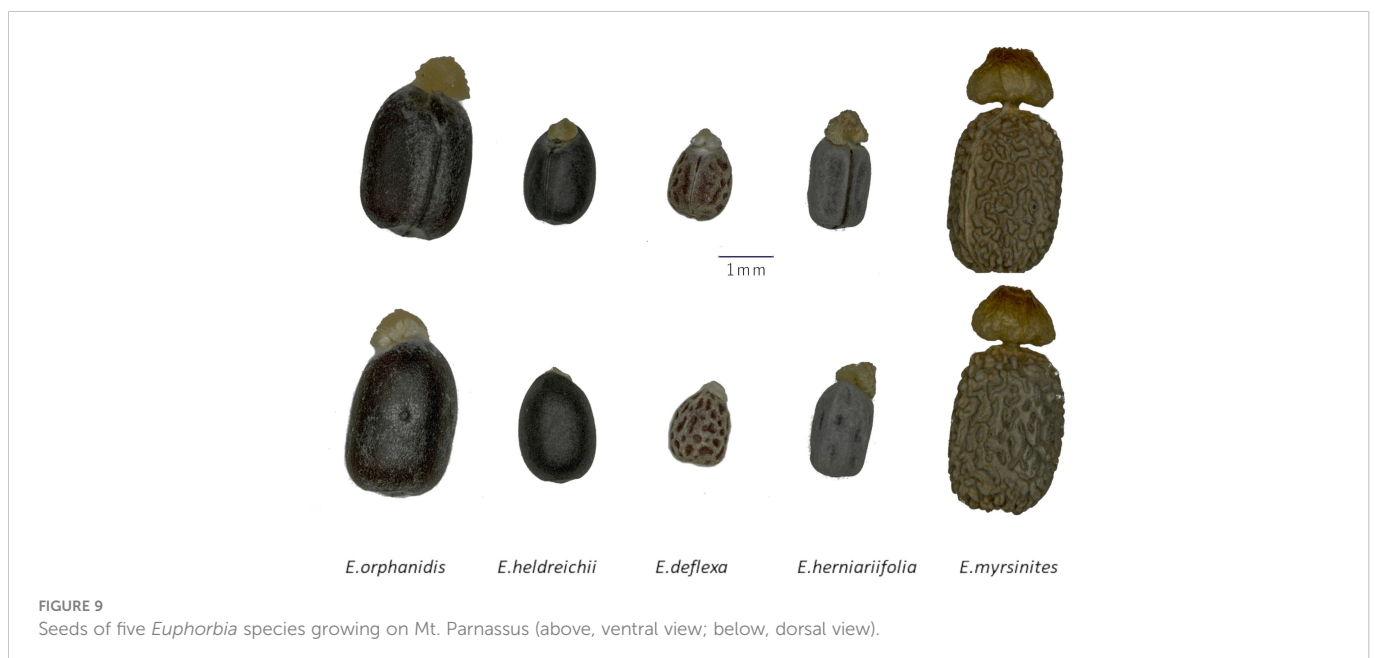 1mm
E.orphanidis E.heldreichii E.deflexa E.herniariifolia E.myrsinites
FIGURE 9
Seeds of five Euphorbia species growing on Mt. Parnassus (above, ventral view; below, dorsal view).